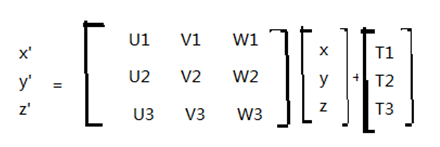 x' U1 V1 W1 x T1
y' = U2 V2 W2 y + T2
z' U3 V3 W3 z T3